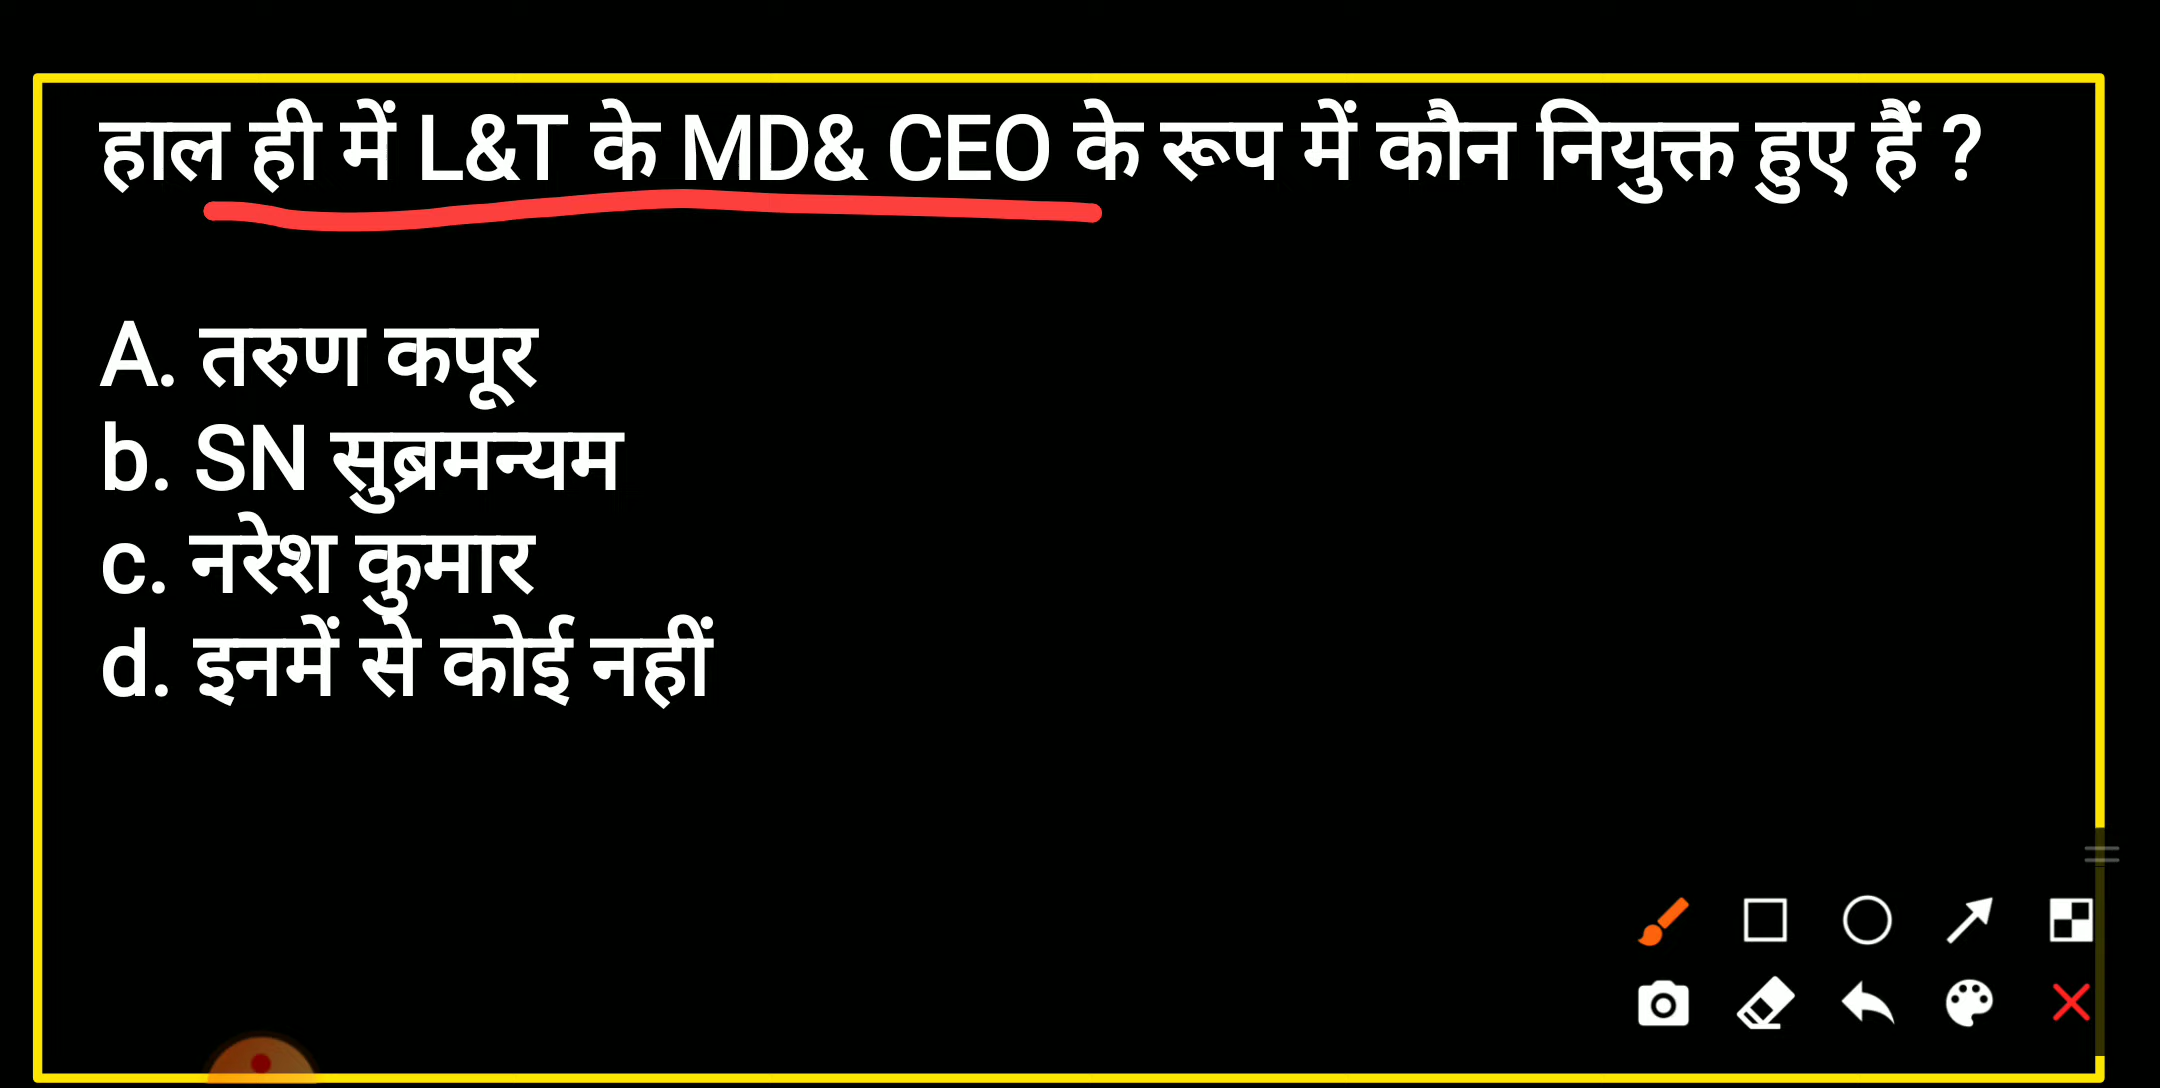 हाल ही में L&T के MD& CEO के रूप में कौन नियुक्त हुए हैं ?
A. तरुण कपूर
b. SN सुब्रमन्यम
c. नरेश कुमार
d. इनमें से कोई नहीं